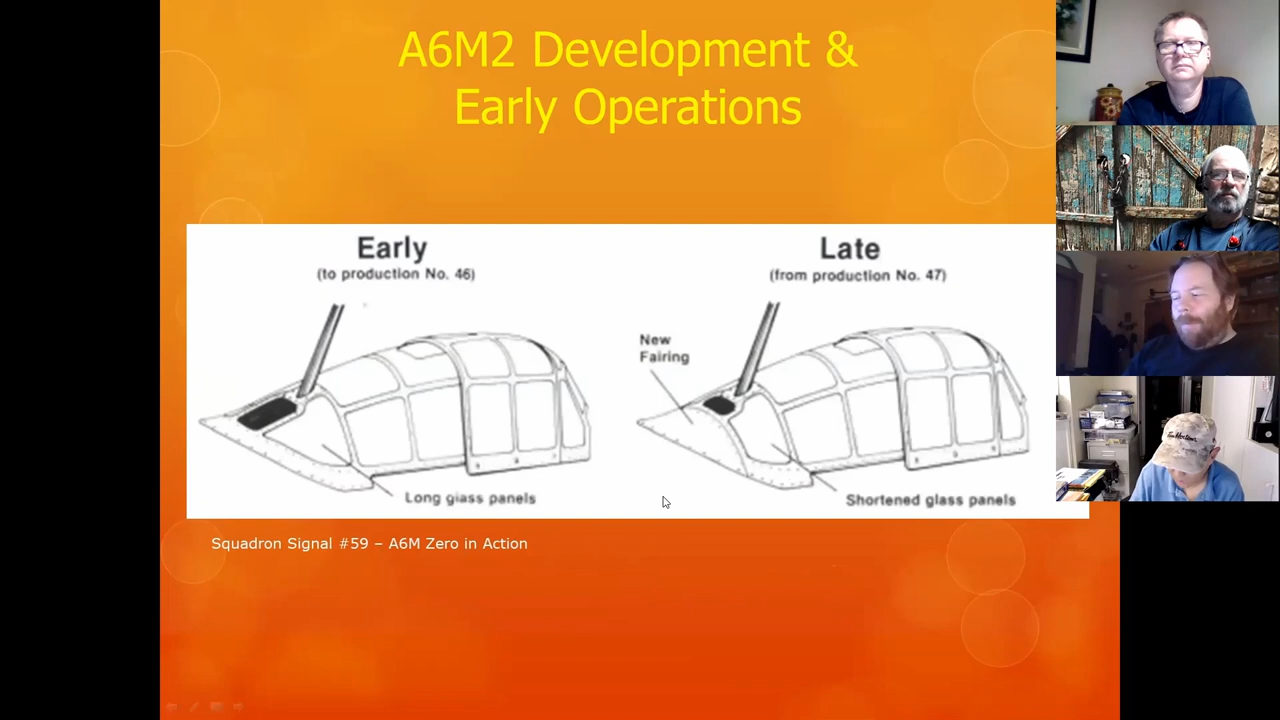 A6M2 Development &
Early Operations
Early
(to production No. 46)
Late
(from production No. 47)
New
Fairing
Long glass panels
Shortened glass panels
Squadron Signal #59 – A6M Zero in Action